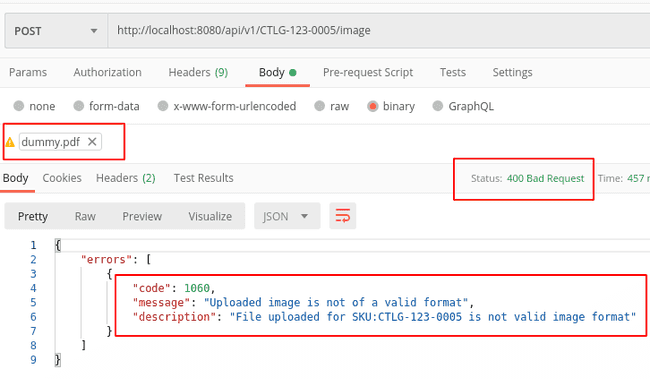 POST http://localhost:8080/api/v1/CTLG-123-0005/image
Params Authorization Headers (9) Body Pre-request Script Tests Settings
none form-data x-www-form-urlencoded raw binary GraphQL
dummy.pdf
Body Cookies Headers (2) Test Results Status: 400 Bad Request Time: 457
Pretty Raw Preview Visualize JSON
1 {
2 "errors": [
3 {
4 "code": 1060,
5 "message": "Uploaded image is not of a valid format",
6 "description": "File uploaded for SKU:CTLG-123-0005 is not valid image format"
7 }
8 ]
9 }